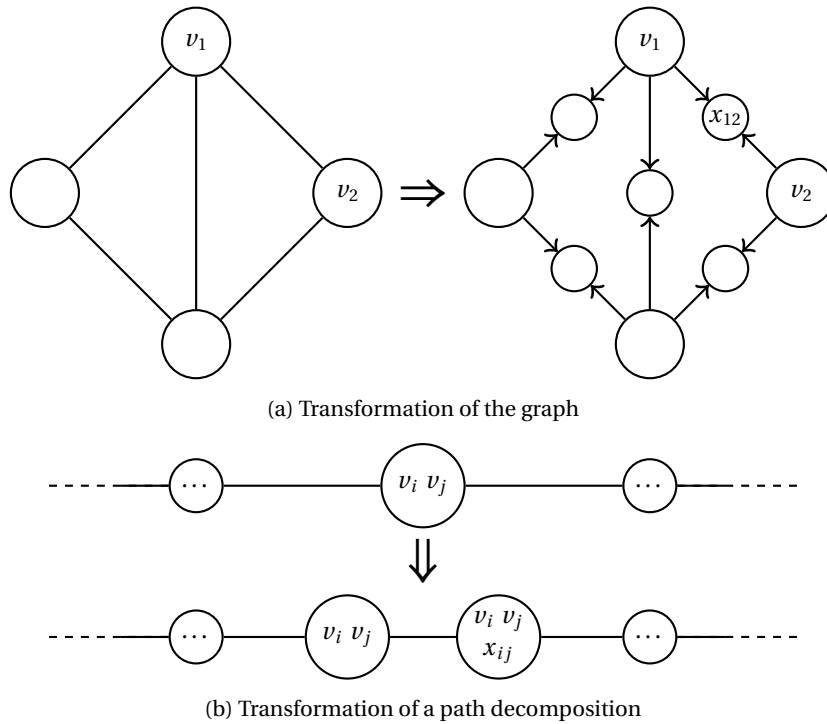 v₁ v₁
x₁₂
v₂ ⇒ v₂
(a) Transformation of the graph
··· vᵢ vⱼ ···
⇓
··· vᵢ vⱼ vᵢ vⱼ ···
xᵢⱼ
(b) Transformation of a path decomposition